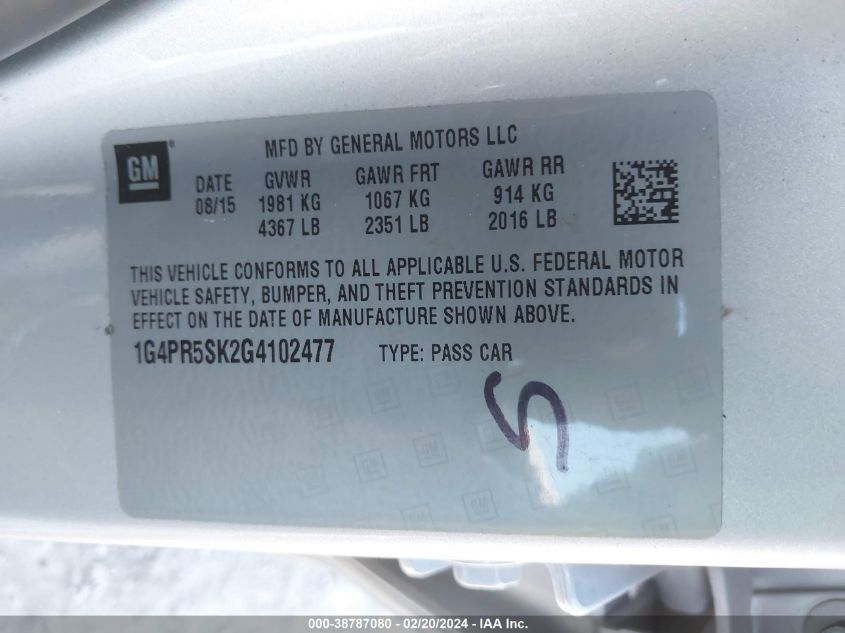 MFD BY GENERAL MOTORS LLC
GM
DATE GVWR GAWR FRT GAWR RR
08/15 1981 KG 1067 KG 914 KG
4367 LB 2351 LB 2016 LB
THIS VEHICLE CONFORMS TO ALL APPLICABLE U.S. FEDERAL MOTOR
VEHICLE SAFETY, BUMPER, AND THEFT PREVENTION STANDARDS IN
EFFECT ON THE DATE OF MANUFACTURE SHOWN ABOVE.
1G4PR5SK2G4102477 TYPE: PASS CAR
000-38787080 - 02/20/2024 - IAAI Inc.